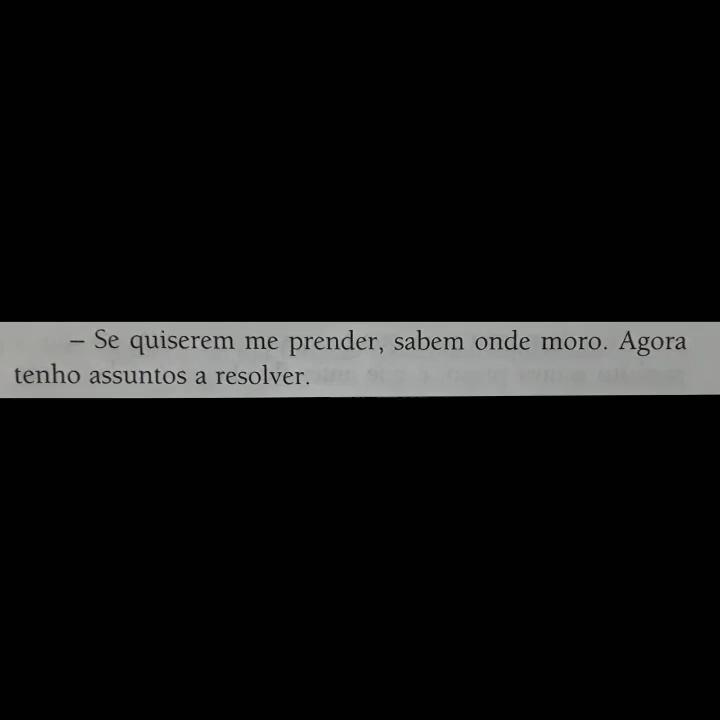 – Se quiserem me prender, sabem onde moro. Agora
tenho assuntos a resolver.